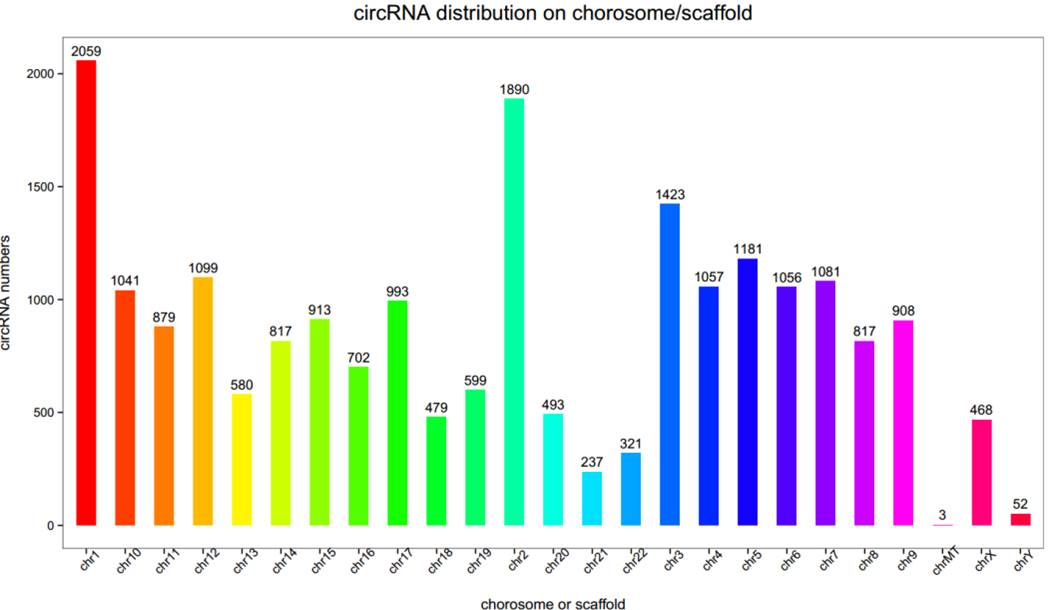 circRNA distribution on chorosome/scaffold
circRNA numbers
2000
1500
1000
500
0
2059
1041
879
1099
580
817
913
702
993
479
599
1890
493
237
321
1423
1057
1181
1056
1081
817
908
3
468
52
chr1
chr10
chr11
chr12
chr13
chr14
chr15
chr16
chr17
chr18
chr19
chr2
chr20
chr21
chr22
chr3
chr4
chr5
chr6
chr7
chr8
chr9
chrMT
chrX
chrY
chorosome or scaffold